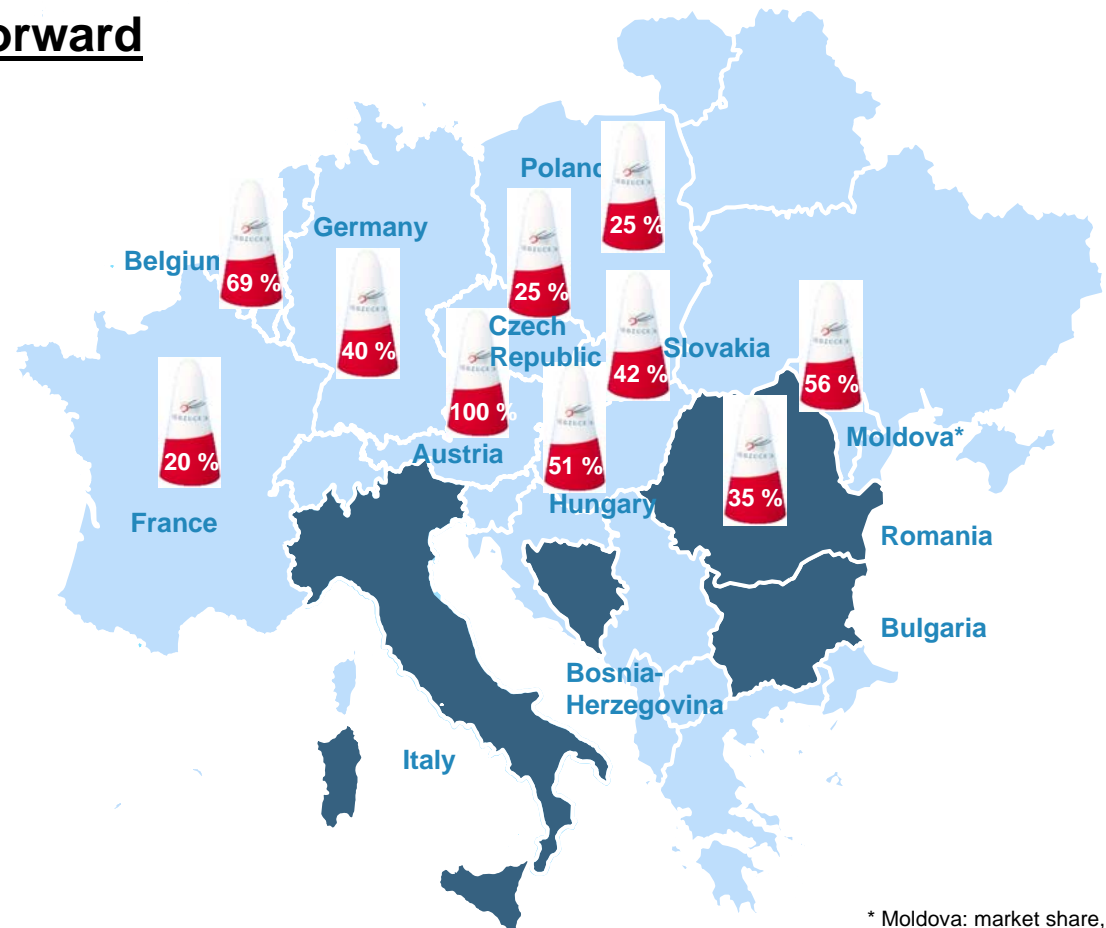 orward
Poland
25 %
Germany
Belgium
69 %
25 %
40 %
Czech
Republic
Slovakia
42 %
56 %
100 %
Moldova*
Austria
51 %
35 %
20 %
Hungary
France
Romania
Bulgaria
Bosnia-
Herzegovina
Italy
* Moldova: market share,